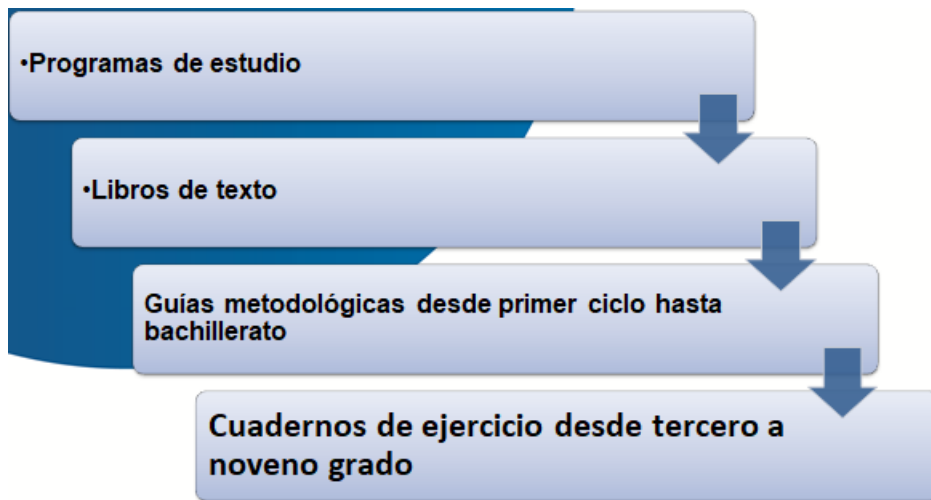 •Programas de estudio
•Libros de texto
Guías metodológicas desde primer ciclo hasta
bachillerato
Cuadernos de ejercicio desde tercero a
noveno grado